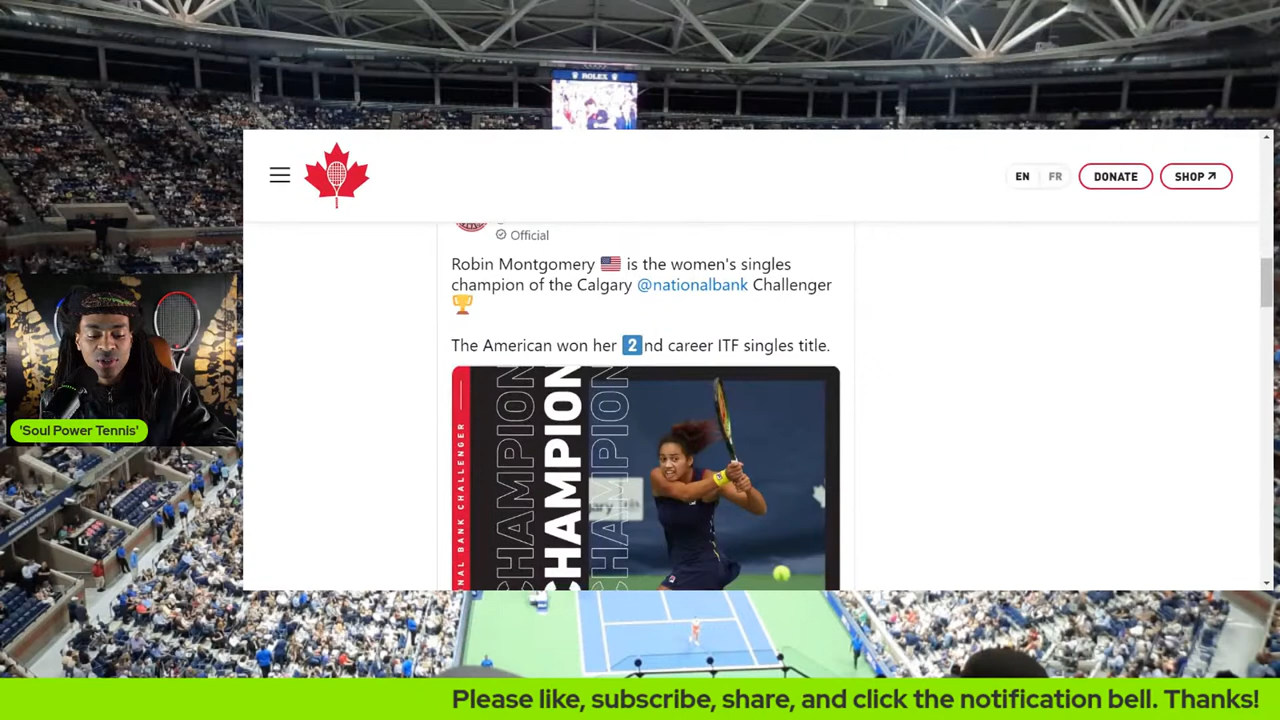 ROLEX
EN
FR
DONATE
SHOP
Official
Robin Montgomery is the women's singles
champion of the Calgary @nationalbank Challenger
The American won her 2nd career ITF singles title.
NAL BANK CHALLENGER
CHAMPION
CHAMPION
CHAMPION
'Soul Power Tennis'
Please like, subscribe, share, and click the notification bell. Thanks!